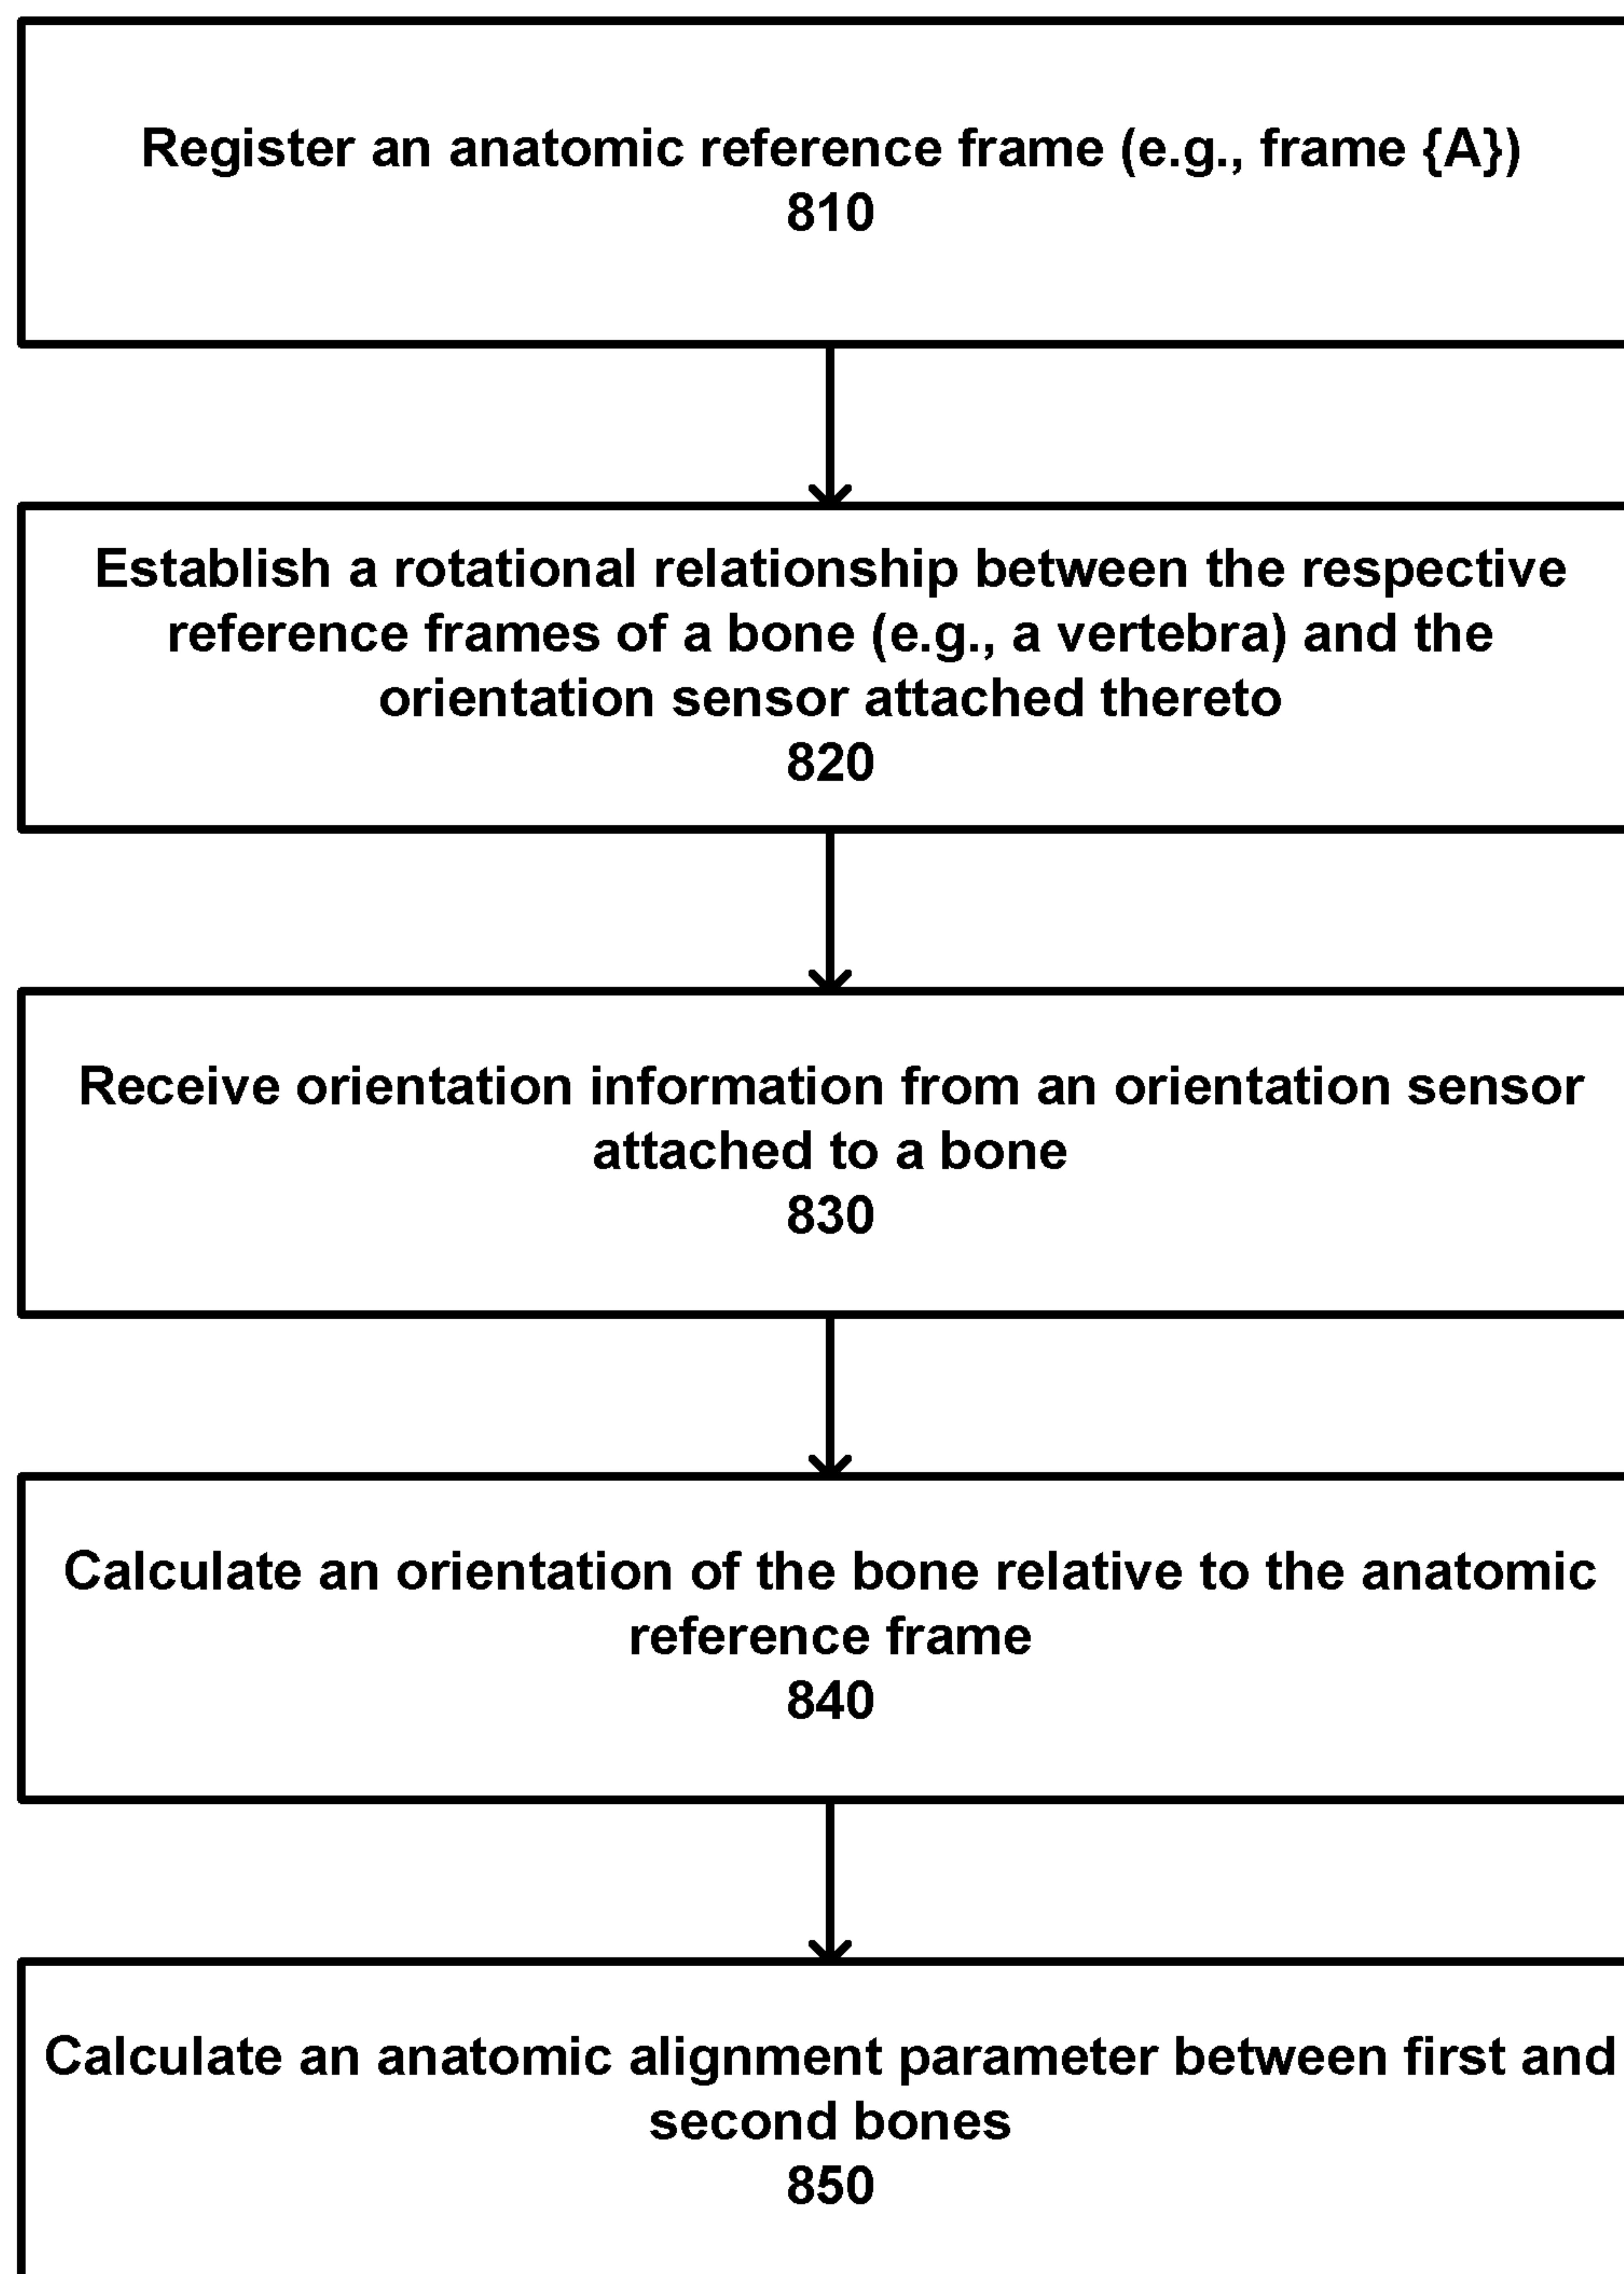 Register an anatomic reference frame (e.g., frame {A})
810
Establish a rotational relationship between the respective
reference frames of a bone (e.g., a vertebra) and the
orientation sensor attached thereto
820
Receive orientation information from an orientation sensor
attached to a bone
830
Calculate an orientation of the bone relative to the anatomic
reference frame
840
Calculate an anatomic alignment parameter between first and
second bones
850